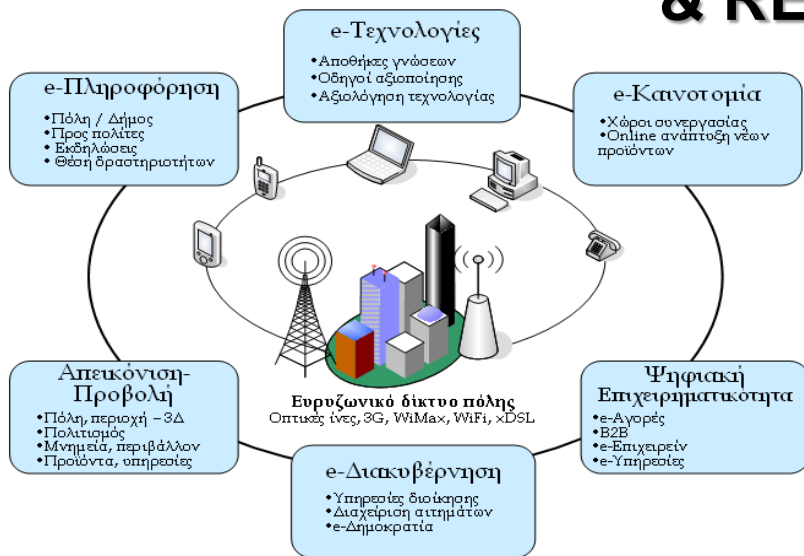 & RE
e-Τεχνολογίες
•Αποθήκες γνώσεων
•Οδηγοί αξιοποίησης
•Αξιολόγηση τεχνολογίας
e-Πληροφόρηση
•Πόλη / Δήμος
•Προς πολίτες
•Εκδηλώσεις
•Θέση δραστηριοτήτων
e-Καινοτομία
•Χώροι συνεργασίας
•Online ανάπτυξη νέων
προϊόντων
Απεικόνιση-
Προβολή
•Πόλη, περιοχή – 3Δ
•Πολιτισμός
•Μνημεία, περιβάλλον
•Προϊόντα, υπηρεσίες
Ευρυζωνικό δίκτυο πόλης
Οπτικές ίνες, 3G, WiMax, WiFi, xDSL
Ψηφιακή
Επιχειρηματικότητα
•e-Αγορές
•B2B
•e-Επιχειρείν
•e-Υπηρεσίες
e-Διακυβέρνηση
•Υπηρεσίες διοίκησης
•Διαχείριση αιτημάτων
•e-Δημοκρατία